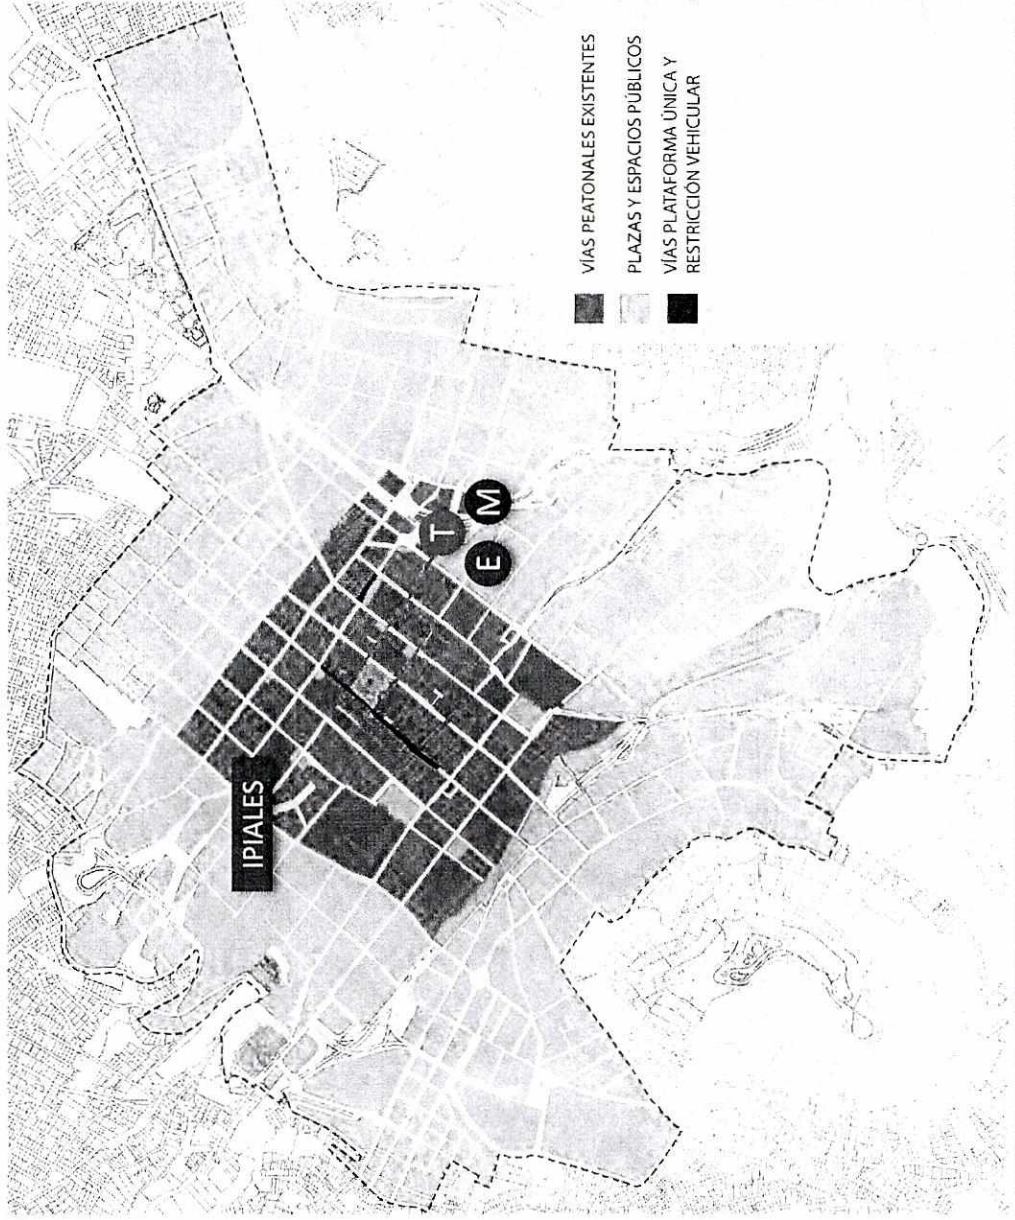 IPIALES
T
M
E
VÍAS PEATONALES EXISTENTES
PLAZAS Y ESPACIOS PÚBLICOS
VÍAS PLATAFORMA ÚNICA Y
RESTRICCIÓN VEHICULAR